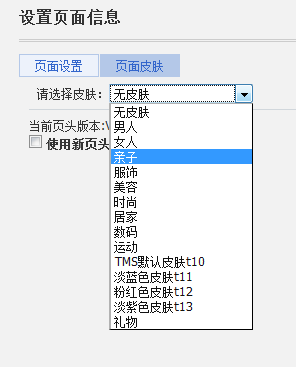 设置页面信息
页面设置 页面皮肤
请选择皮肤: 无皮肤
无皮肤
当前页头版本:
男人
使用新页头
女人
亲子
服饰
美容
时尚
居家
数码
运动
TMS默认皮肤t10
淡蓝色皮肤t11
粉红色皮肤t12
淡紫色皮肤t13
礼物